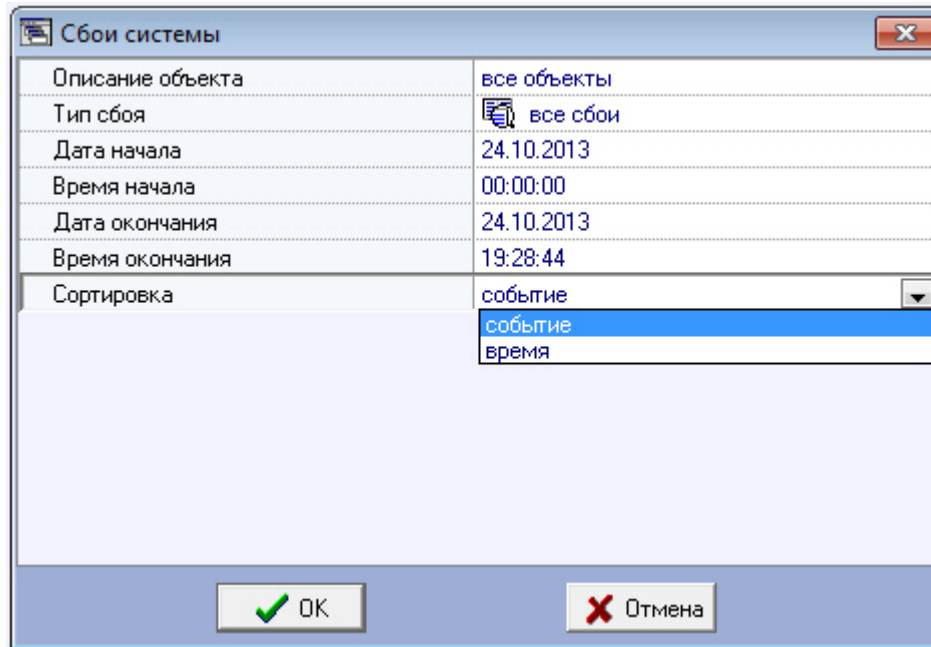 Сбои системы
Описание объекта все объекты
Тип сбоя все сбои
Дата начала 24.10.2013
Время начала 00:00:00
Дата окончания 24.10.2013
Время окончания 19:28:44
Сортировка событие
событие
время
OK Отмена